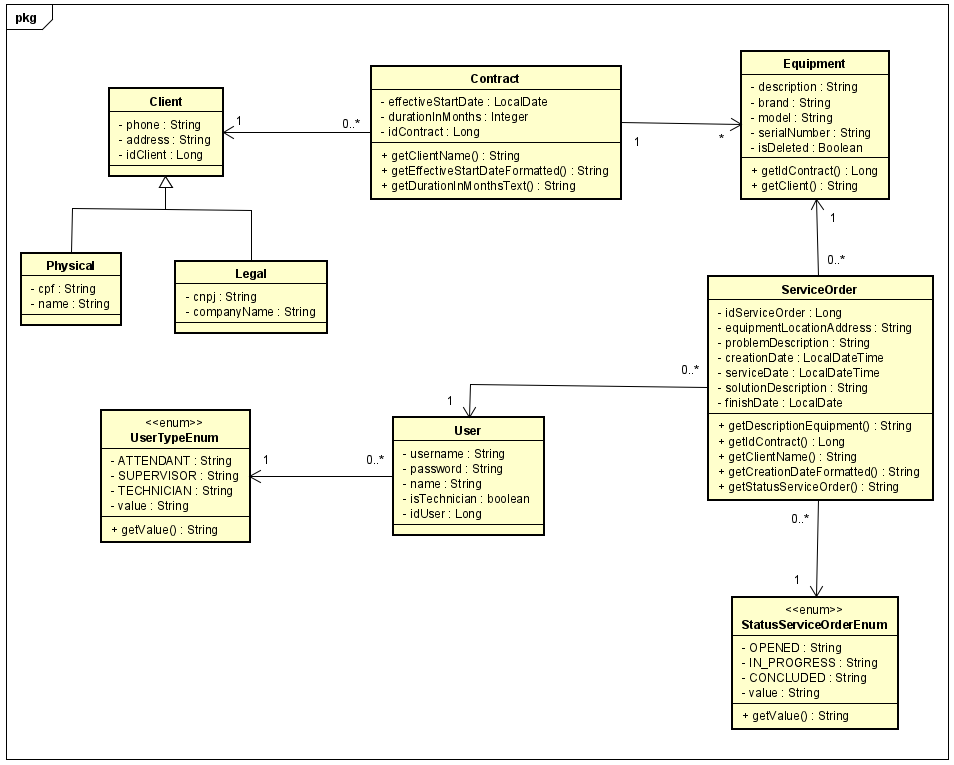 pkg
Client
- phone : String
- address : String
- idClient : Long
1
0..*
Contract
- effectiveStartDate : LocalDate
- durationInMonths : Integer
- idContract : Long
+ getClientName() : String
+ getEffectiveStartDateFormatted() : String
+ getDurationInMonthsText() : String
1
*
Equipment
- description : String
- brand : String
- model : String
- serialNumber : String
- isDeleted : Boolean
+ getIdContract() : Long
+ getClient() : String
1
0..*
Physical
- cpf : String
- name : String
Legal
- cnpj : String
- companyName : String
ServiceOrder
- idServiceOrder : Long
- equipmentLocationAddress : String
- problemDescription : String
- creationDate : LocalDateTime
- serviceDate : LocalDateTime
- solutionDescription : String
- finishDate : LocalDate
+ getDescriptionEquipment() : String
+ getIdContract() : Long
+ getClientName() : String
+ getCreationDateFormatted() : String
+ getStatusServiceOrder() : String
0..*
1
<<enum>>
UserTypeEnum
- ATTENDANT : String
- SUPERVISOR : String
- TECHNICIAN : String
- value : String
+ getValue() : String
1
0..*
User
- username : String
- password : String
- name : String
- isTechnician : boolean
- idUser : Long
0..*
1
<<enum>>
StatusServiceOrderEnum
- OPENED : String
- IN_PROGRESS : String
- CONCLUDED : String
- value : String
+ getValue() : String